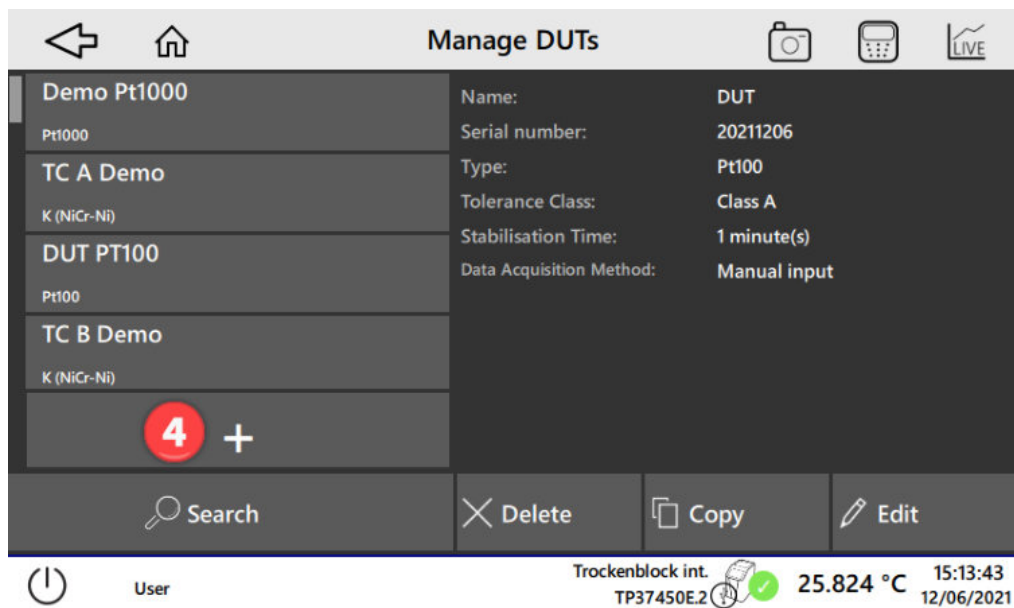 Manage DUTs
LIVE
Demo Pt1000
Pt1000
TC A Demo
K (NiCr-Ni)
DUT PT100
Pt100
TC B Demo
K (NiCr-Ni)
4 +
Name: DUT
Serial number: 20211206
Type: Pt100
Tolerance Class: Class A
Stabilisation Time: 1 minute(s)
Data Acquisition Method: Manual input
Search Delete Copy Edit
User
Trockenblock int.
TP37450E.2
25.824 °C
15:13:43
12/06/2021